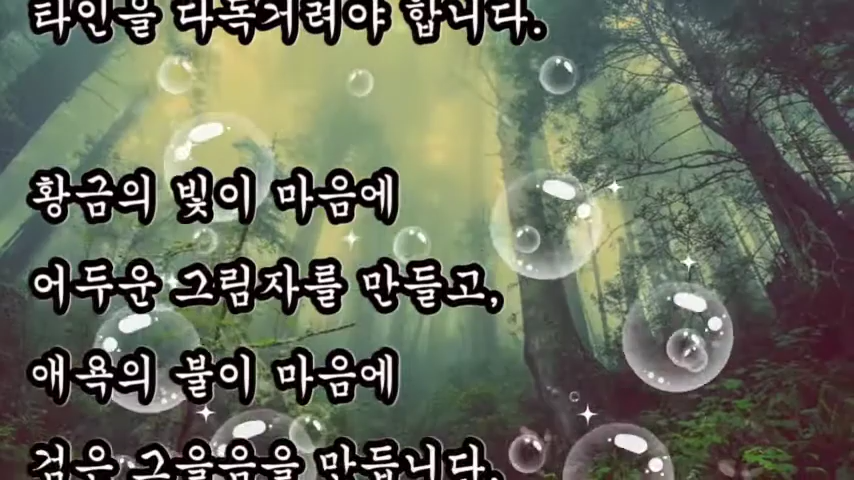 타인을 다독거려야 합니다.
황금의 빛이 마음에
어두운 그림자를 만들고,
애욕의 불이 마음에
검은 그을음을 만듭니다.